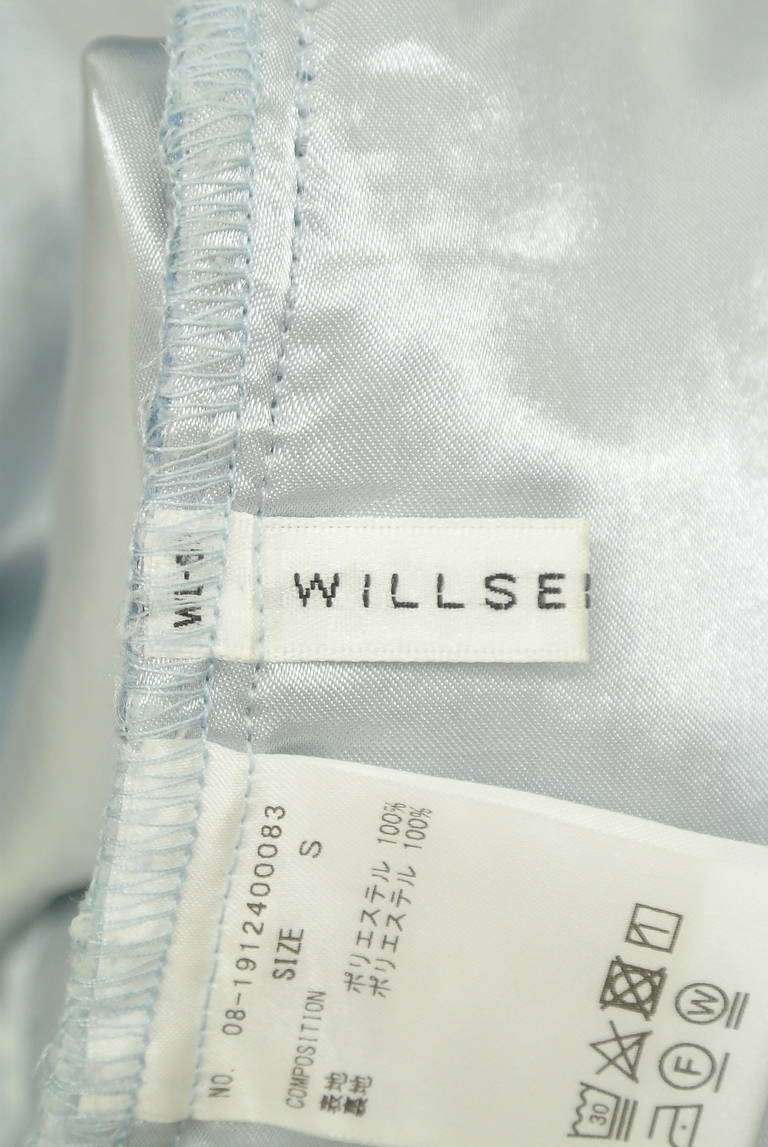 WILLSE
NO. 08-1912400083
SIZE S
COMPOSITION
表地 ポリエステル 100%
裏地 ポリエステル 100%
30
W
F